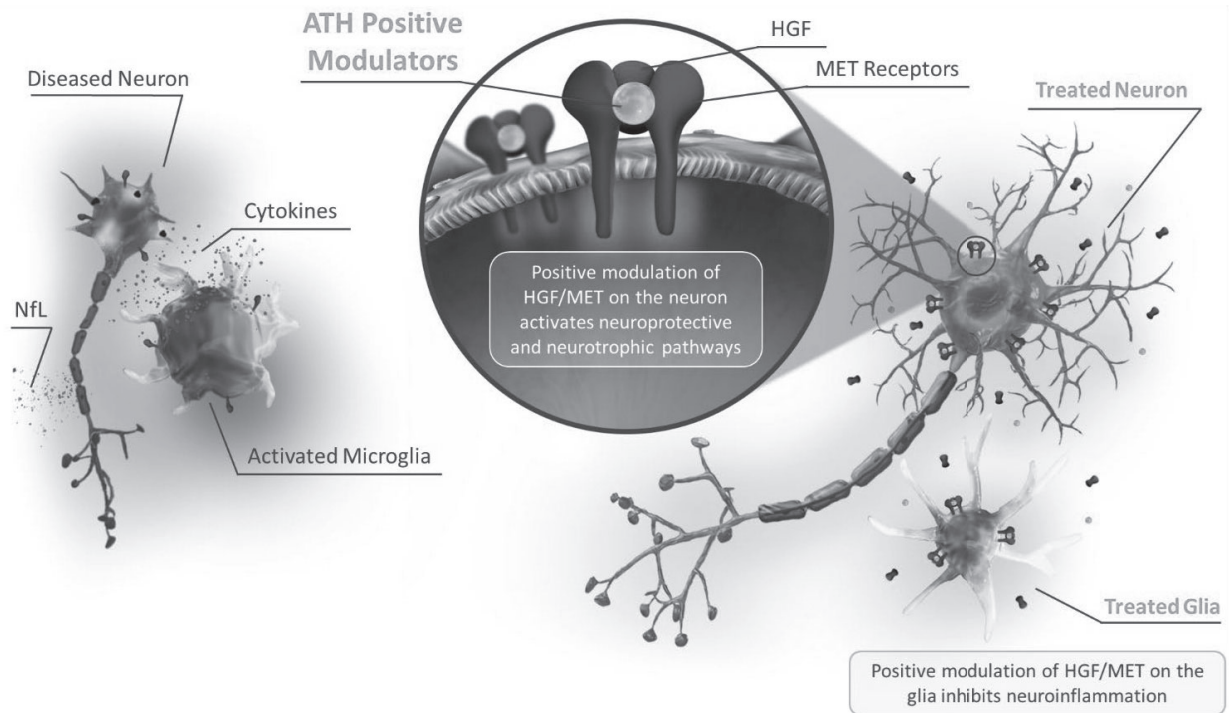 Diseased Neuron
Cytokines
NfL
Activated Microglia
ATH Positive
Modulators
HGF
MET Receptors
Positive modulation of
HGF/MET on the neuron
activates neuroprotective
and neurotrophic pathways
Treated Neuron
Treated Glia
Positive modulation of HGF/MET on the
glia inhibits neuroinflammation